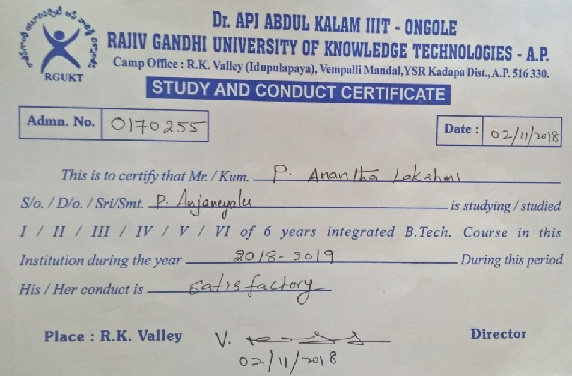 Dr. APJ ABDUL KALAM IIIT - ONGOLE
RAJIV GANDHI UNIVERSITY OF KNOWLEDGE TECHNOLOGIES - A.P.
Camp Office : R.K. Valley (Idupulapaya), Vempalli Mandal,YSR Kadapa Dist., A.P. 516 330.
RGUKT
STUDY AND CONDUCT CERTIFICATE
Admn. No. 0170255
Date : 02/11/2018
This is to certify that Mr. / Kum. P. Anantha Lakshmi
S/o. / D/o. / Sri/Smt. P. Anjaneyulu is studying / studied
I / II / III / IV / V / VI of 6 years integrated B.Tech. Course in this
Institution during the year 2018-2019 During this period
His / Her conduct is Satisfactory
Place : R.K. Valley V. Director
02/11/2018